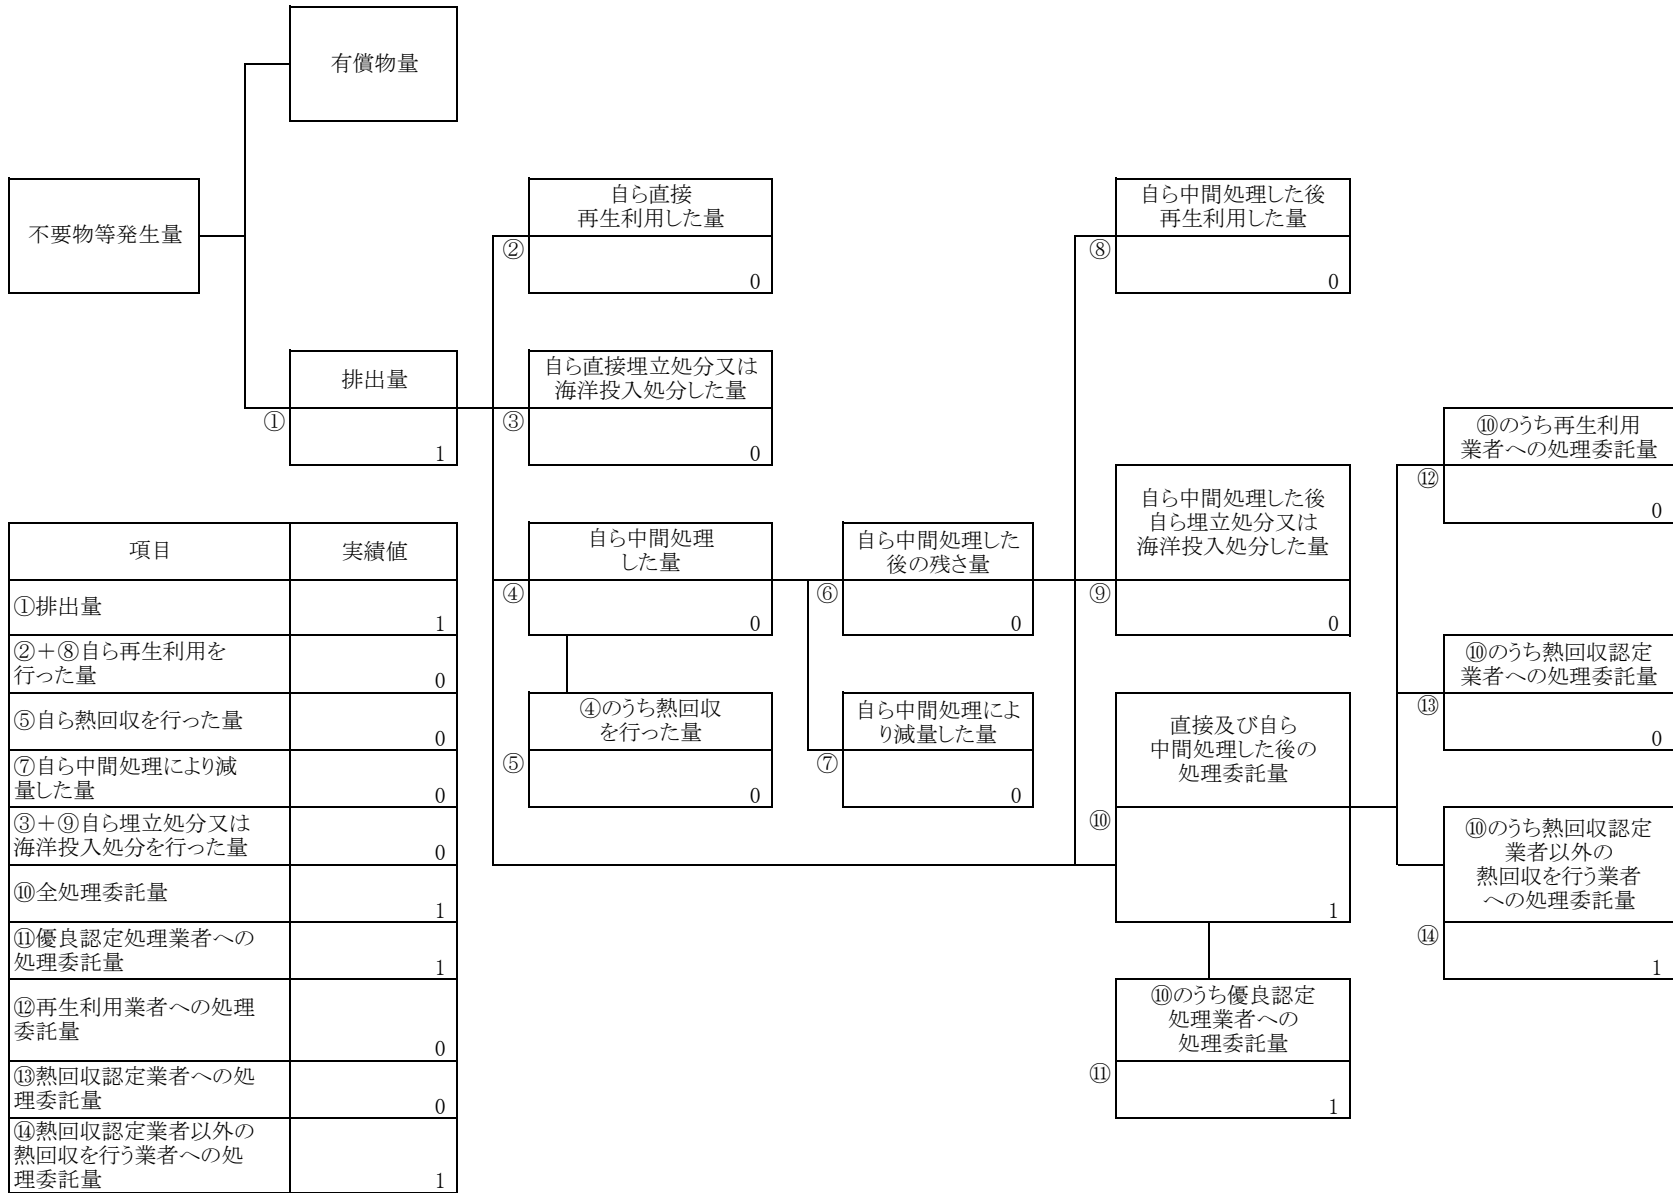 有償物量
不要物等発生量
自ら直接
再生利用した量
②
0
自ら中間処理した後
再生利用した量
⑧
0
排出量
①
1
自ら直接埋立処分又は
海洋投入処分した量
③
0
⑩のうち再生利用
業者への処理委託量
⑫
0
自ら中間処理した後
自ら埋立処分又は
海洋投入処分した量
⑨
0
自ら中間処理
した量
④
0
自ら中間処理した
後の残さ量
⑥
0
⑩のうち熱回収認定
業者への処理委託量
⑬
0
④のうち熱回収
を行った量
⑤
0
自ら中間処理によ
り減量した量
⑦
0
直接及び自ら
中間処理した後の
処理委託量
⑩
1
⑩のうち熱回収認定
業者以外の
熱回収を行う業者
への処理委託量
⑭
1
⑩のうち優良認定
処理業者への
処理委託量
⑪
1
項目 実績値
①排出量
1
②+⑧自ら再生利用を
行った量 0
⑤自ら熱回収を行った量
0
⑦自ら中間処理により減
量した量 0
③+⑨自ら埋立処分又は
海洋投入処分を行った量 0
⑩全処理委託量
1
⑪優良認定処理業者への
処理委託量 1
⑫再生利用業者への処理
委託量
0
⑬熱回収認定業者への処
理委託量 0
⑭熱回収認定業者以外の
熱回収を行う業者への処
理委託量 1